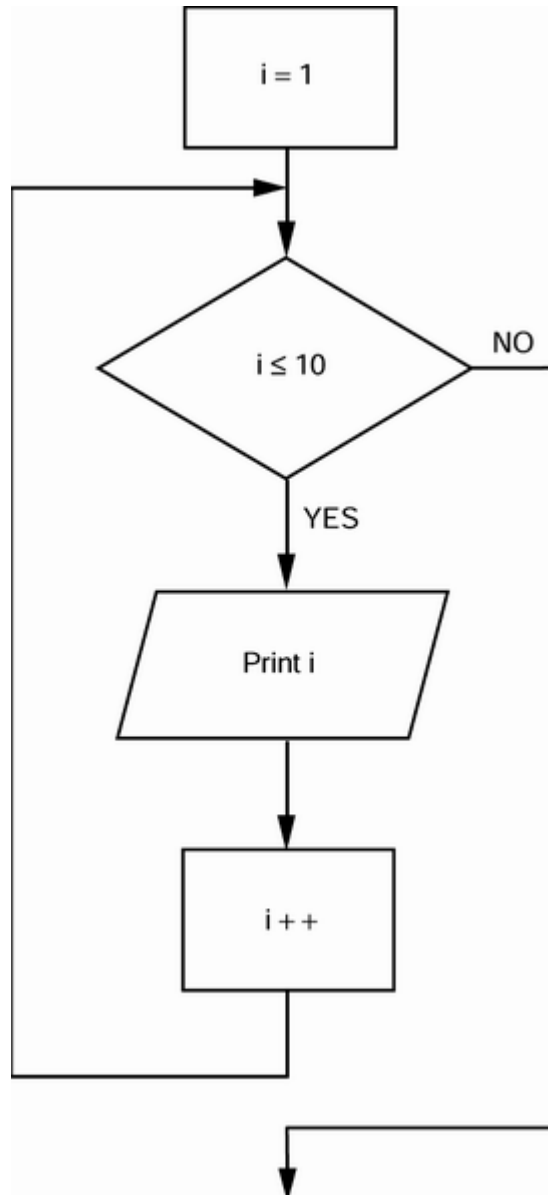 i = 1
i ≤ 10
NO
YES
Print i
i + +